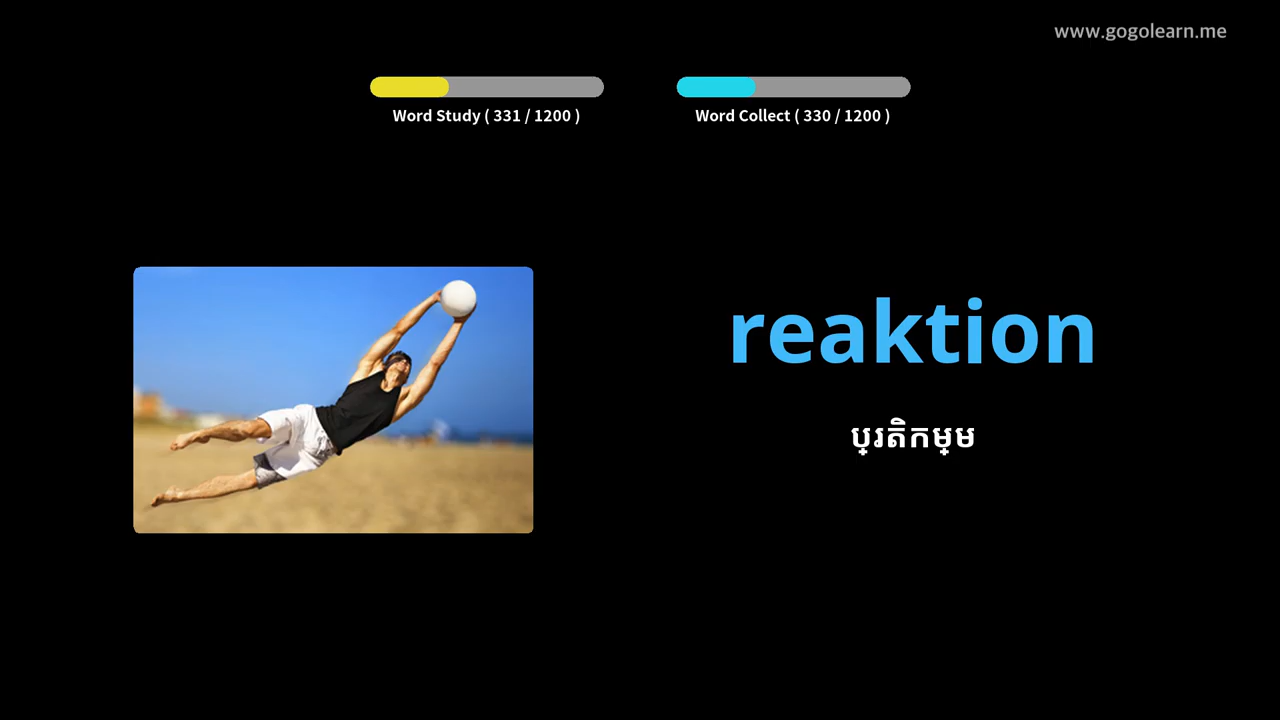 www.gogolearn.me
Word Study ( 331 / 1200 )
Word Collect ( 330 / 1200 )
reaktion
ប្រតិកម្ម